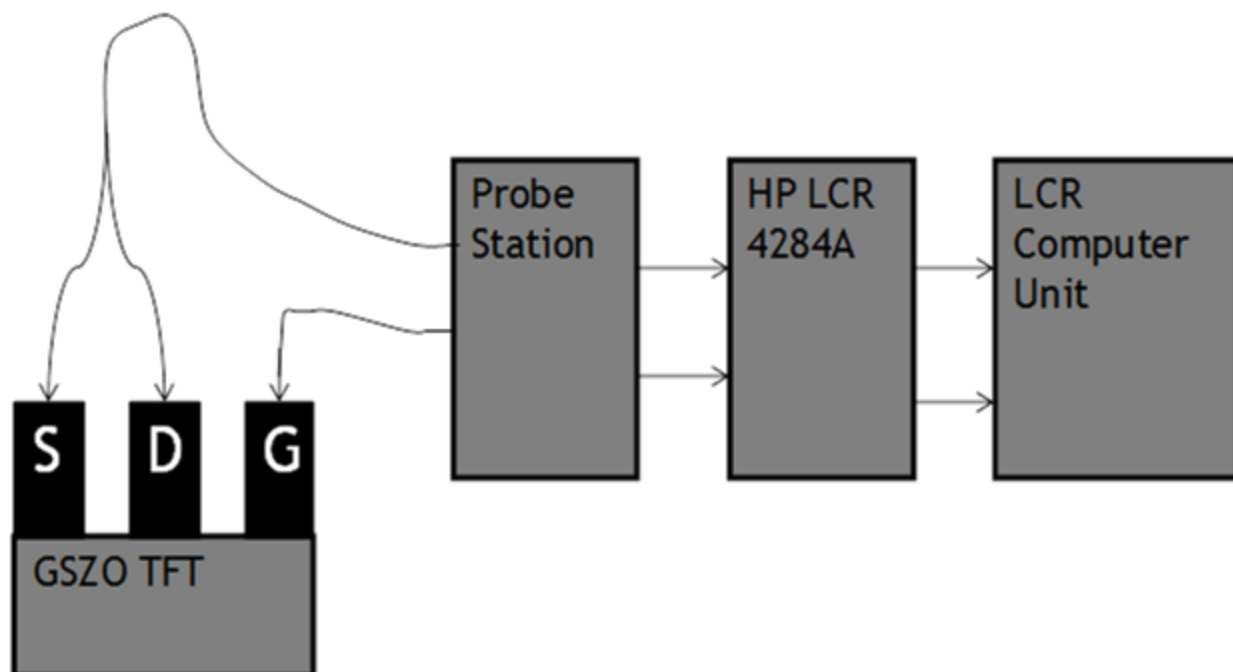 Probe
Station
HP LCR
4284A
LCR
Computer
Unit
S D G
GSZO TFT